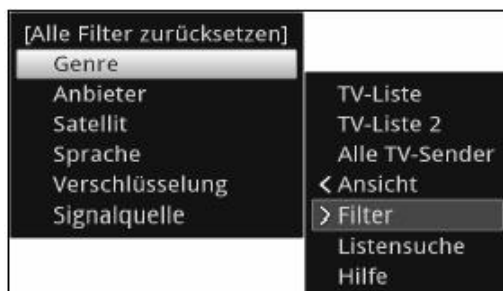 [Alle Filter zurücksetzen]
Genre
Anbieter
Satellit
Sprache
Verschlüsselung
Signalquelle
TV-Liste
TV-Liste 2
Alle TV-Sender
< Ansicht
> Filter
Listensuche
Hilfe